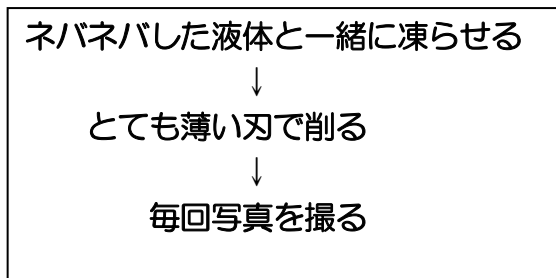 ネバネバした液体と一緒に凍らせる
↓
とても薄い刃で削る
↓
毎回写真を撮る